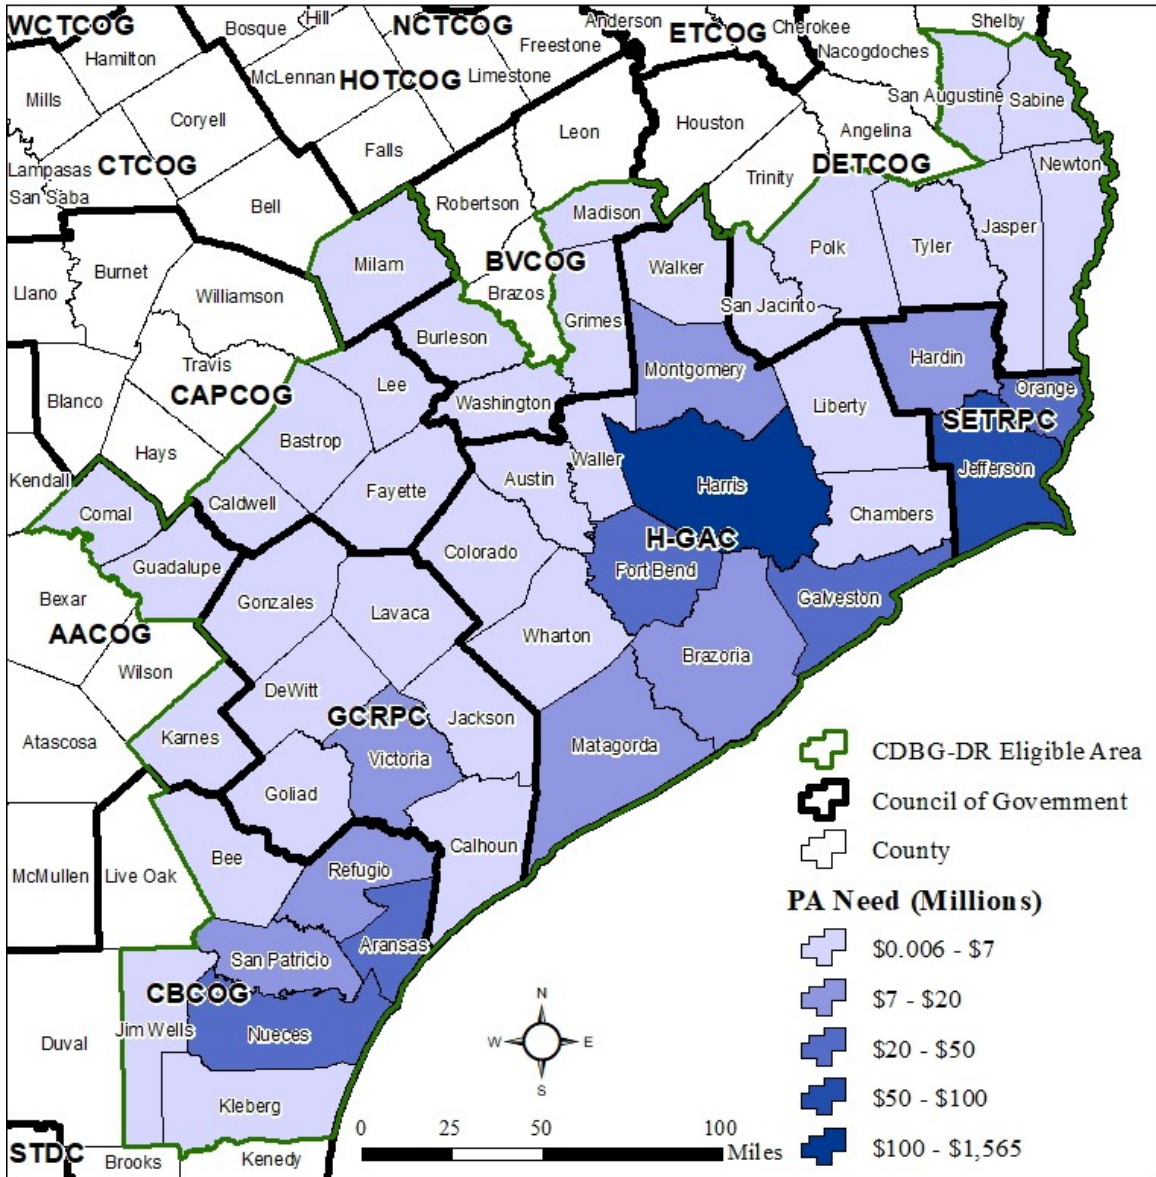 WCTCOG
Hill
Bosque
NCTCOG
Anderson
ETCOG
Cherokee
Shelby
Hamilton
Freestone
Nacogdoches
McLennan
HOTCOG
Limestone
Mills
San Augustine
Sabine
Coryell
Leon
Houston
Angelina
Falls
Lampasas
CTCOG
DETCOG
Newton
San Saba
Bell
Robertson
Trinity
Madison
Jasper
Milam
Polk
Tyler
Burnet
BVCOG
Walker
Llano
Williamson
Brazos
San Jacinto
Grimes
Burleson
Travis
Hardin
Montgomery
Lee
Orange
CAPCOG
Blanco
Washington
Liberty
SETRPC
Bastrop
Hays
Waller
Jefferson
Kendall
Austin
Harris
Fayette
Caldwell
Comal
Chambers
H-GAC
Colorado
Guadalupe
Fort Bend
Bexar
Gonzales
Lavaca
Galveston
AACOG
Wharton
Brazoria
Wilson
DeWitt
GCRPC
Jackson
Atascosa
Karnes
Matagorda
Victoria
CDBG-DR Eligible Area
Goliad
Council of Government
Calhoun
County
Bee
Refugio
McMullen
Live Oak
PA Need (Millions)
Aransas
$0.006 - $7
San Patricio
CBCOG
$7 - $20
N
Jim Wells
Nueces
Duval
W
E
$20 - $50
S
Kleberg
$50 - $100
0
25
50
100
Miles
$100 - $1,565
STDC
Brooks
Kenedy